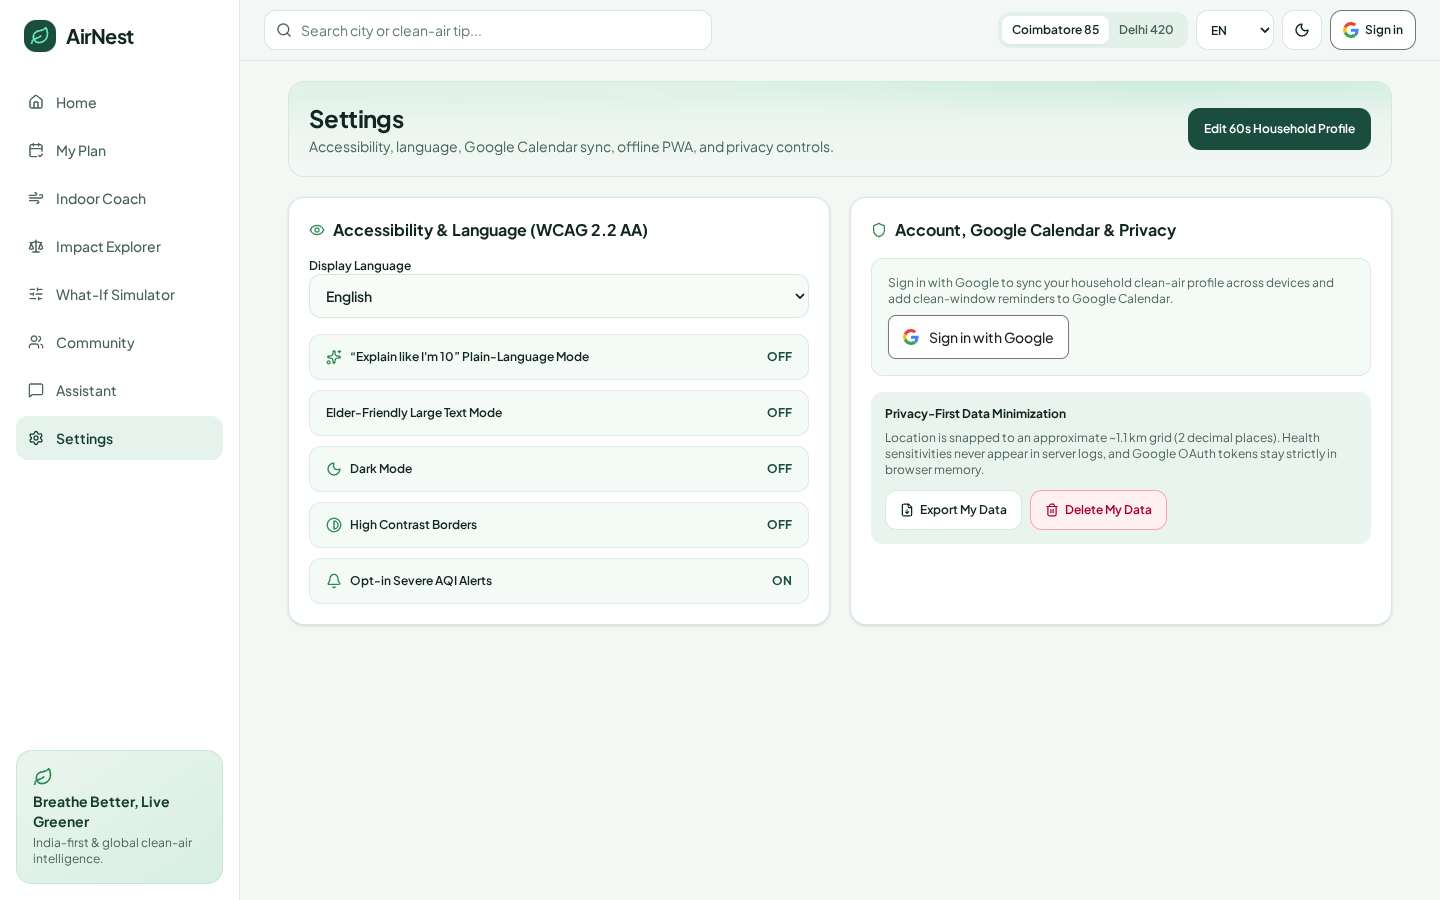 AirNest
Home
My Plan
Indoor Coach
Impact Explorer
What-If Simulator
Community
Assistant
Settings
Breathe Better, Live
Greener
India-first & global clean-air
intelligence.
Search city or clean-air tip...
Coimbatore 85
Delhi 420
EN
Sign in
Settings
Accessibility, language, Google Calendar sync, offline PWA, and privacy controls.
Edit 60s Household Profile
Accessibility & Language (WCAG 2.2 AA)
Display Language
English
“Explain like I'm 10” Plain-Language Mode OFF
Elder-Friendly Large Text Mode OFF
Dark Mode OFF
High Contrast Borders OFF
Opt-in Severe AQI Alerts ON
Account, Google Calendar & Privacy
Sign in with Google to sync your household clean-air profile across devices and
add clean-window reminders to Google Calendar.
Sign in with Google
Privacy-First Data Minimization
Location is snapped to an approximate ~1.1 km grid (2 decimal places). Health
sensitivities never appear in server logs, and Google OAuth tokens stay strictly in
browser memory.
Export My Data
Delete My Data